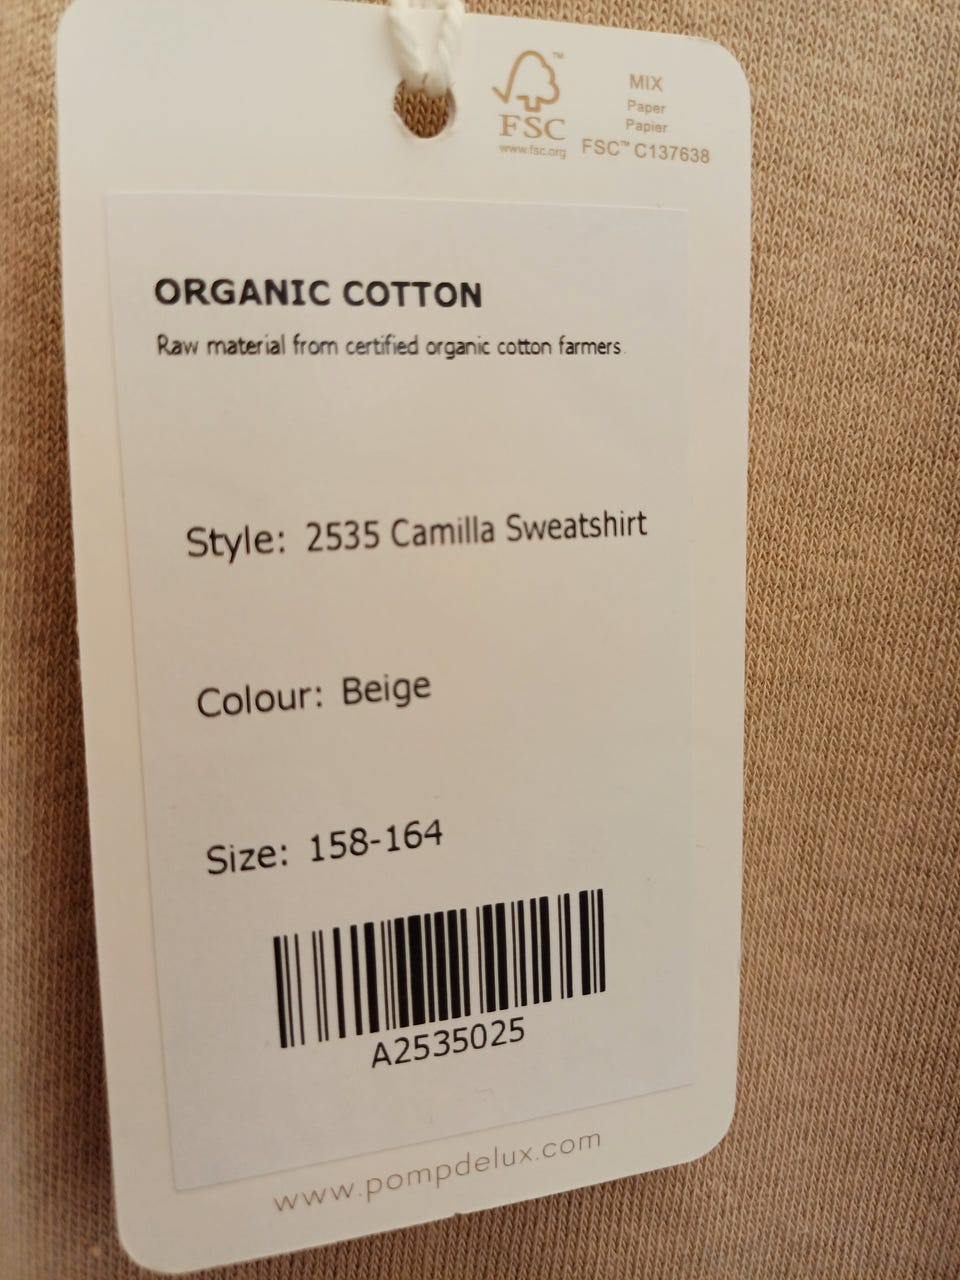 FSC™
www.fsc.org
MIX
Paper
Papier
FSC™ C137638
ORGANIC COTTON
Raw material from certified organic cotton farmers.
Style: 2535 Camilla Sweatshirt
Colour: Beige
Size: 158-164
A2535025
www.pompdelux.com